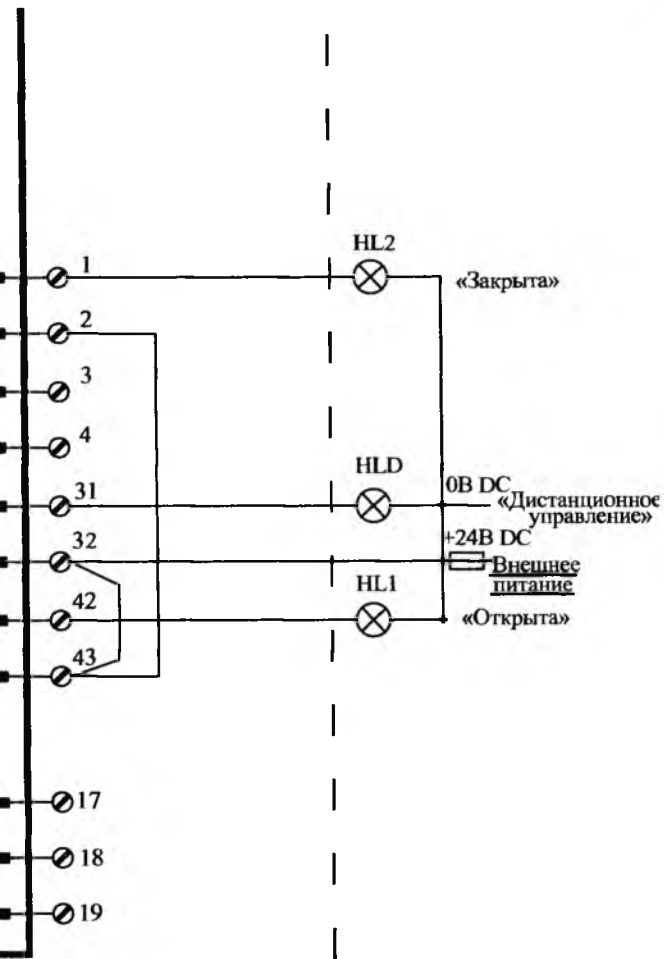 HL2
1
«Закрыта»
2
3
4
HLD
31
0В DC
«Дистанционное
управление»
32
+24В DC
Внешнее
питание
HL1
42
«Открыта»
43
17
18
19